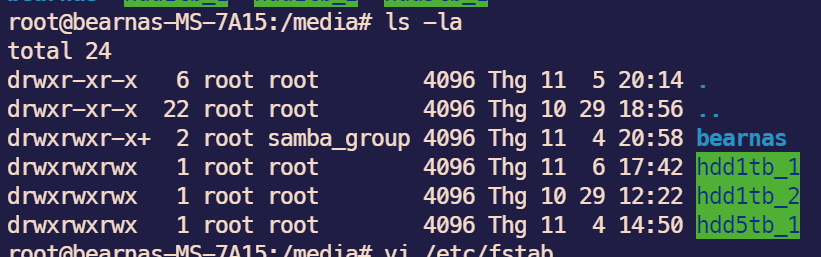 root@bearnas-MS-7A15:/media# ls -la
total 24
drwxr-xr-x   6 root root        4096 Thg 11  5 20:14 .
drwxr-xr-x  22 root root        4096 Thg 10 29 18:56 ..
drwxrwxr-x+  2 root samba_group 4096 Thg 11  4 20:58 bearnas
drwxrwxrwx   1 root root        4096 Thg 11  6 17:42 hdd1tb_1
drwxrwxrwx   1 root root        4096 Thg 10 29 12:22 hdd1tb_2
drwxrwxrwx   1 root root        4096 Thg 11  4 14:50 hdd5tb_1
root@bearnas-MS-7A15:/media# vi /etc/fstab